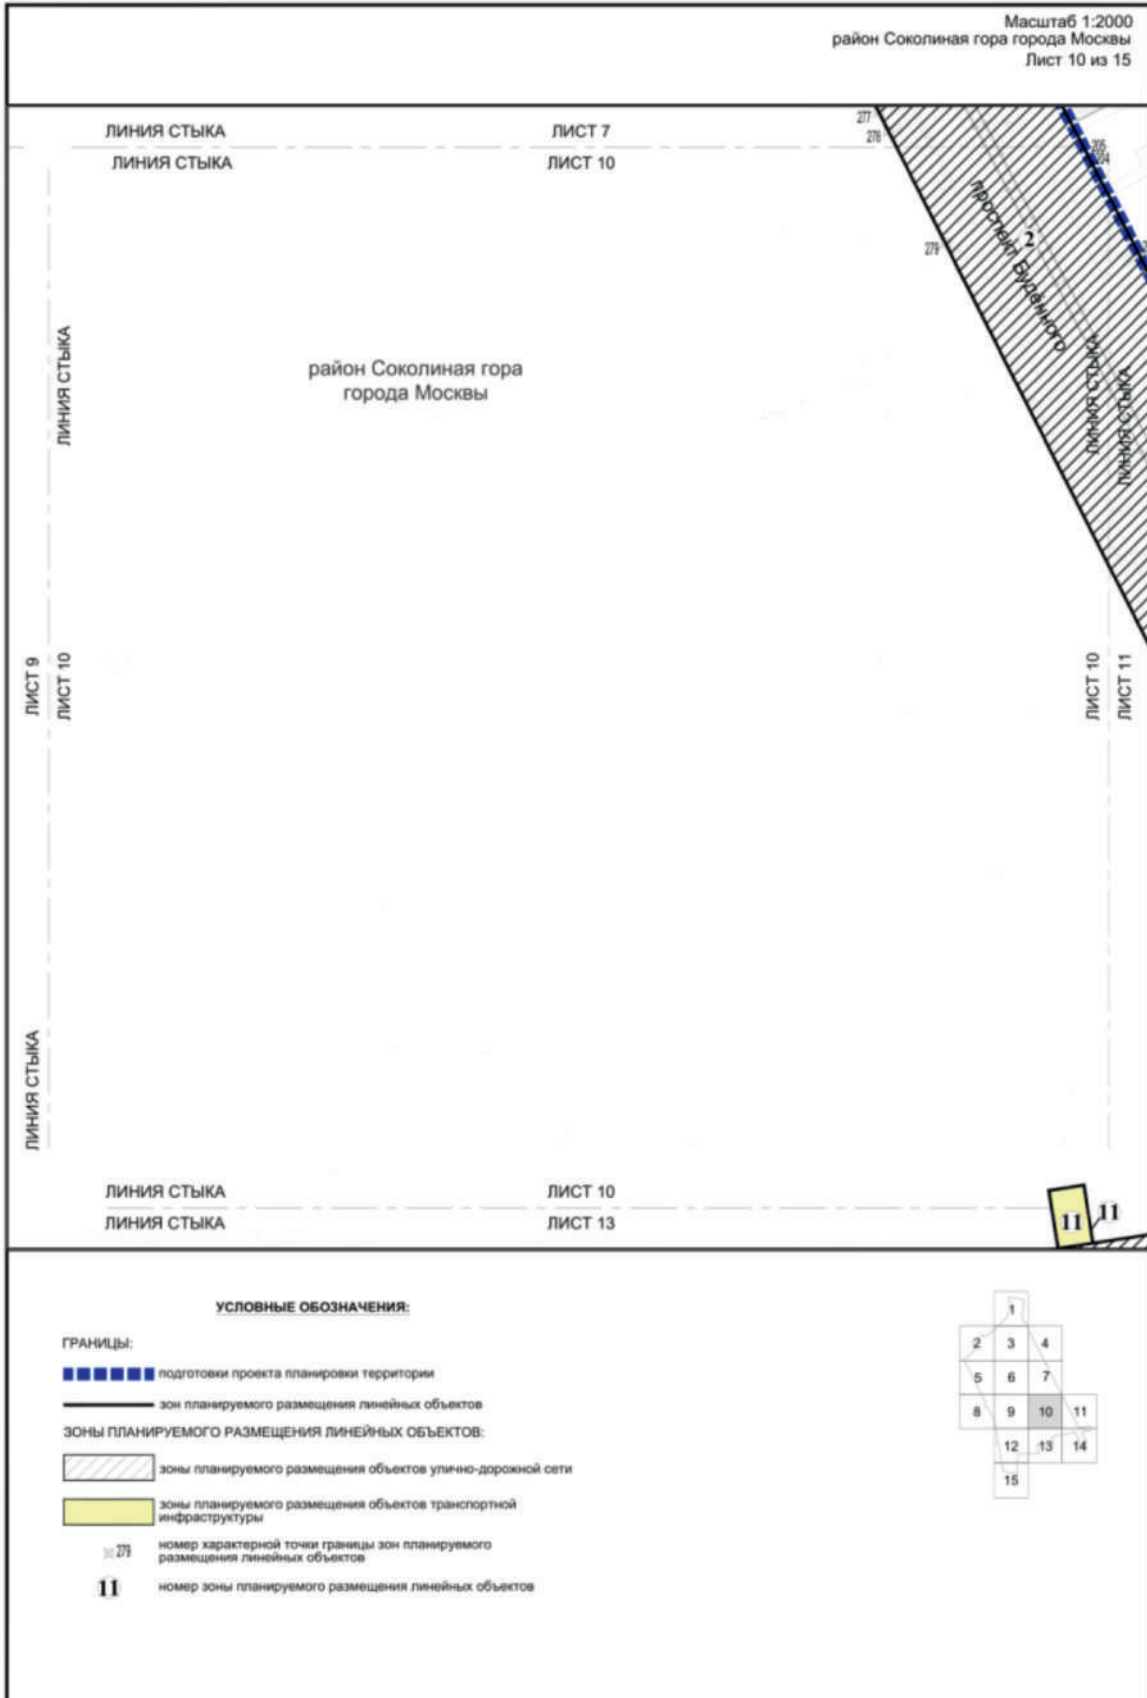 Масштаб 1:2000
район Соколиная гора города Москвы
Лист 10 из 15
ЛИНИЯ СТЫКА
ЛИСТ 7
ЛИНИЯ СТЫКА
ЛИСТ 10
277
278
205
204
279
проспект Будённого
2
ЛИНИЯ СТЫКА
район Соколиная гора
города Москвы
ЛИНИЯ СТЫКА
ЛИНИЯ СТЫКА
ЛИСТ 9
ЛИСТ 10
ЛИСТ 10
ЛИСТ 11
ЛИНИЯ СТЫКА
ЛИНИЯ СТЫКА
ЛИСТ 10
ЛИНИЯ СТЫКА
ЛИСТ 13
11
11
УСЛОВНЫЕ ОБОЗНАЧЕНИЯ:
ГРАНИЦЫ:
подготовки проекта планировки территории
зон планируемого размещения линейных объектов
ЗОНЫ ПЛАНИРУЕМОГО РАЗМЕЩЕНИЯ ЛИНЕЙНЫХ ОБЪЕКТОВ:
зоны планируемого размещения объектов улично-дорожной сети
зоны планируемого размещения объектов транспортной
инфраструктуры
279
номер характерной точки границы зон планируемого
размещения линейных объектов
11
номер зоны планируемого размещения линейных объектов
1
2 3 4
5 6 7
8 9 10 11
12 13 14
15